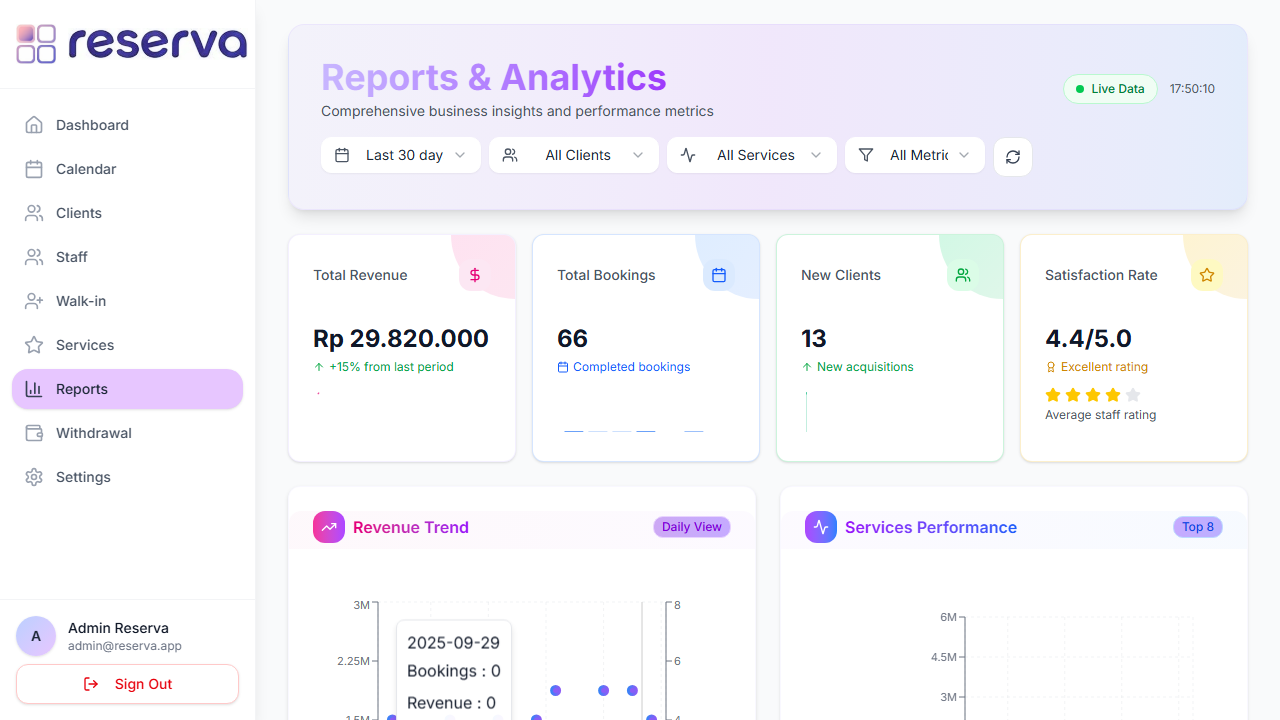 reserva
Dashboard
Calendar
Clients
Staff
Walk-in
Services
Reports
Withdrawal
Settings
A
Admin Reserva
admin@reserva.app
Sign Out
Reports & Analytics
Comprehensive business insights and performance metrics
Live Data
17:50:10
Last 30 day
All Clients
All Services
All Metric
Total Revenue
Rp 29.820.000
+15% from last period
Total Bookings
66
Completed bookings
New Clients
13
New acquisitions
Satisfaction Rate
4.4/5.0
Excellent rating
Average staff rating
Revenue Trend
Daily View
3M
2.25M
1.5M
8
6
4
2025-09-29
Bookings : 0
Revenue : 0
Services Performance
Top 8
6M
4.5M
3M